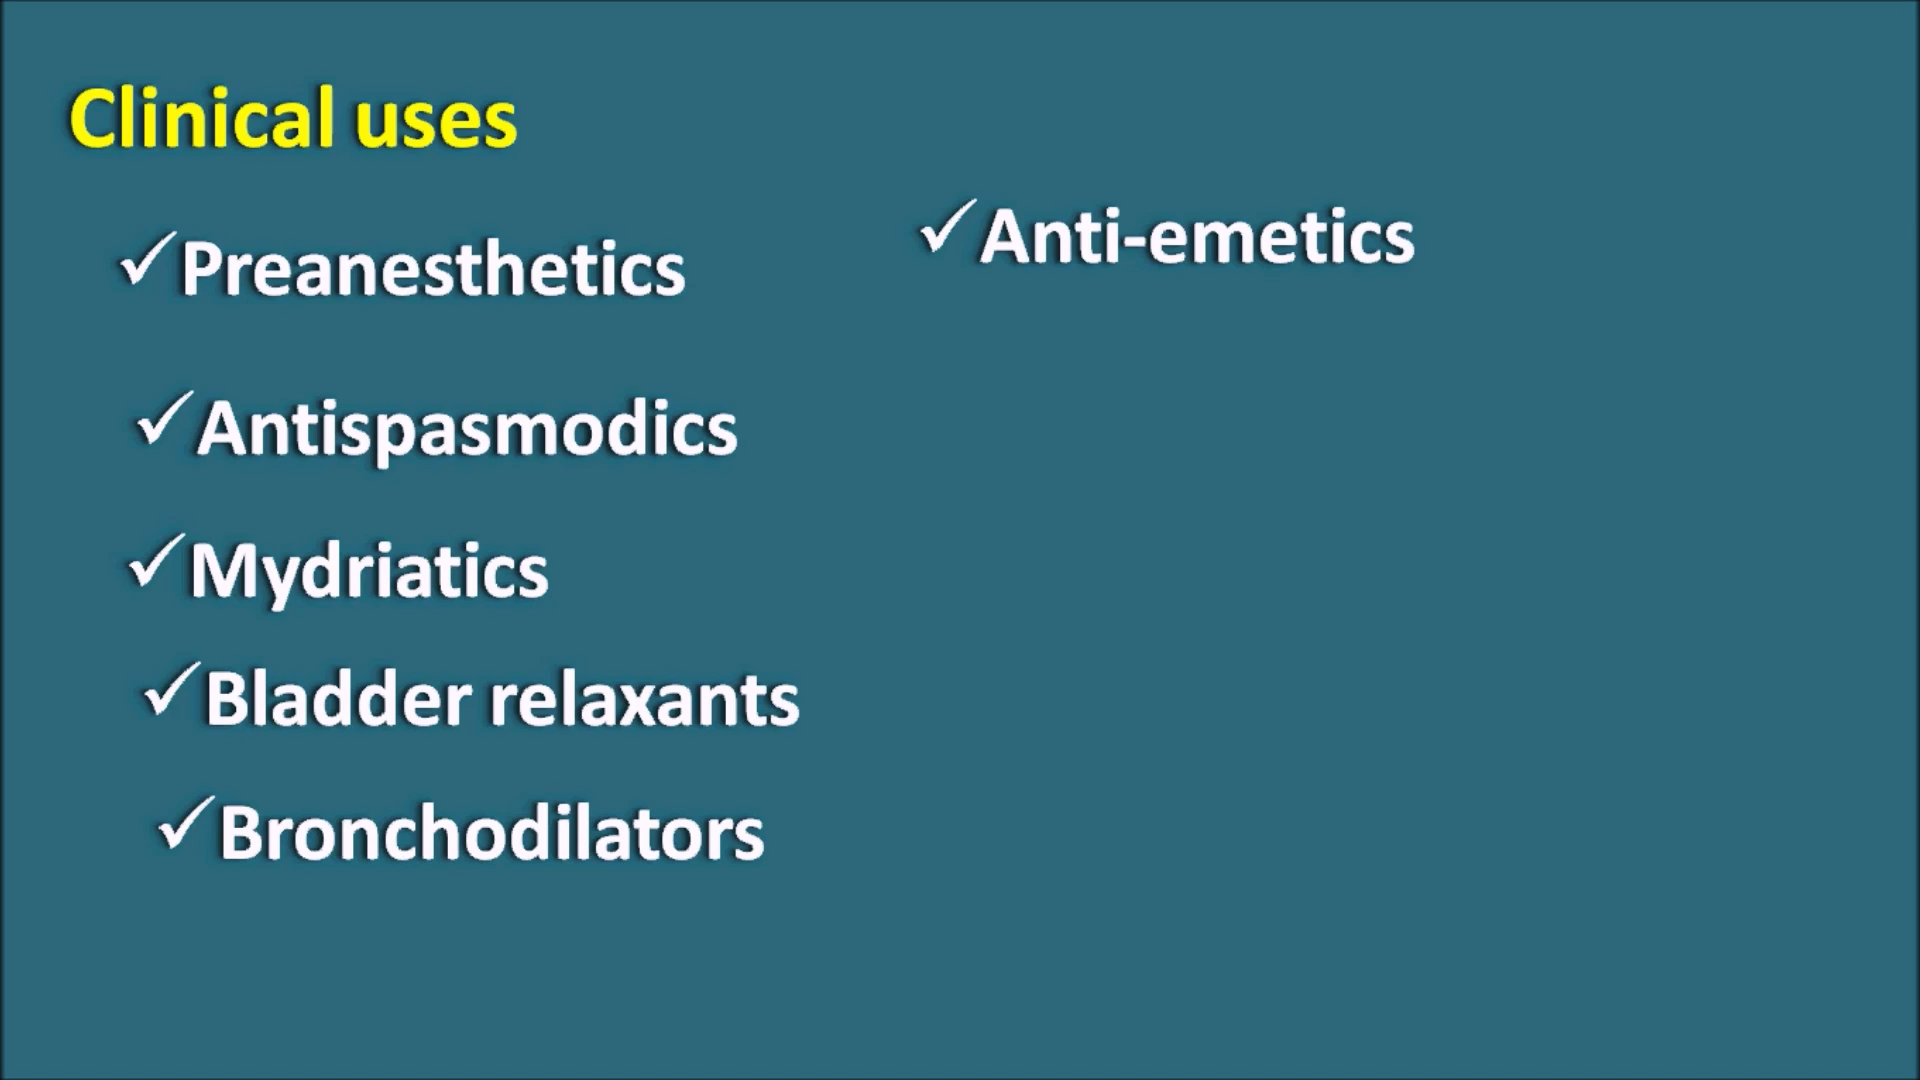 Clinical uses
✓Preanesthetics
✓Antispasmodics
✓Mydriatics
✓Bladder relaxants
✓Bronchodilators
✓Anti-emetics